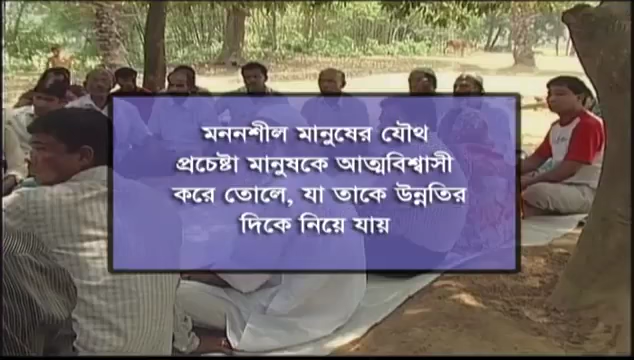 মননশীল মানুষের যৌথ
প্রচেষ্টা মানুষকে আত্মবিশ্বাসী
করে তোলে, যা তাকে উন্নতির
দিকে নিয়ে যায়